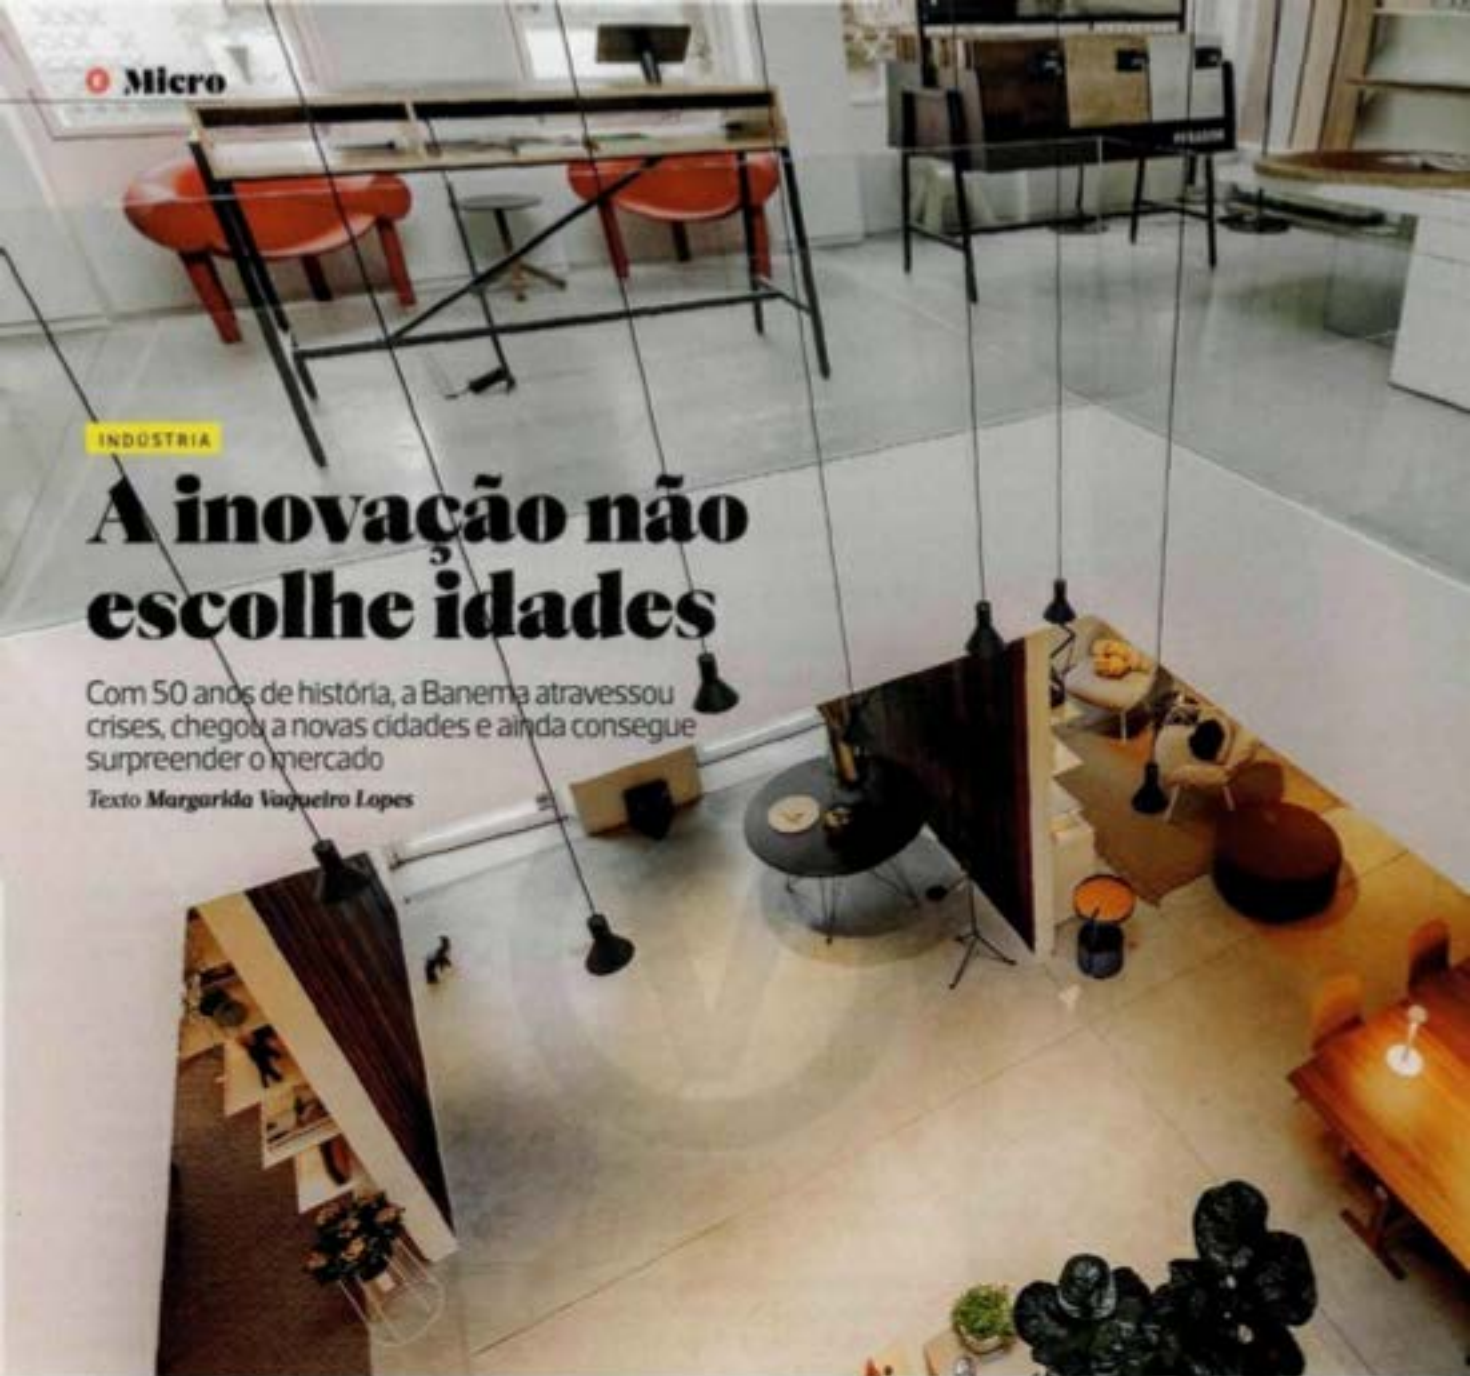 Micro
INDÚSTRIA
A inovação não
escolhe idades
Com 50 anos de história, a Banema atravessou
crises, chegou a novas cidades e ainda consegue
surpreender o mercado
Texto Margarida Vaqueiro Lopes